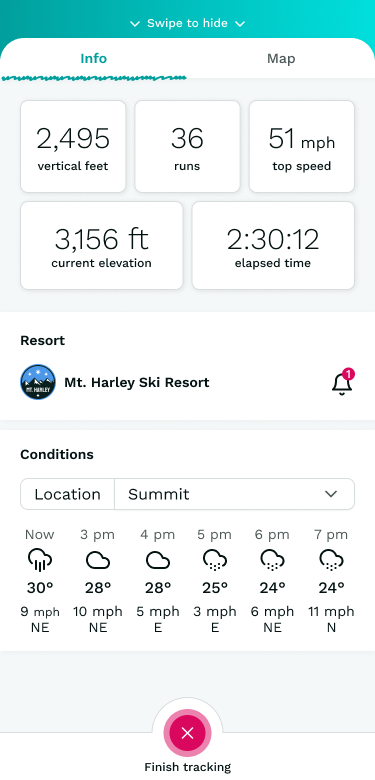 Swipe to hide
Info Map
2,495 36 51 mph
vertical feet runs top speed
3,156 ft 2:30:12
current elevation elapsed time
Resort
MT. HARLEY
Mt. Harley Ski Resort 1
Conditions
Location Summit
Now 3 pm 4 pm 5 pm 6 pm 7 pm
30° 28° 28° 25° 24° 24°
9 mph 10 mph 5 mph 3 mph 6 mph 11 mph
NE NE E E NE N
Finish tracking